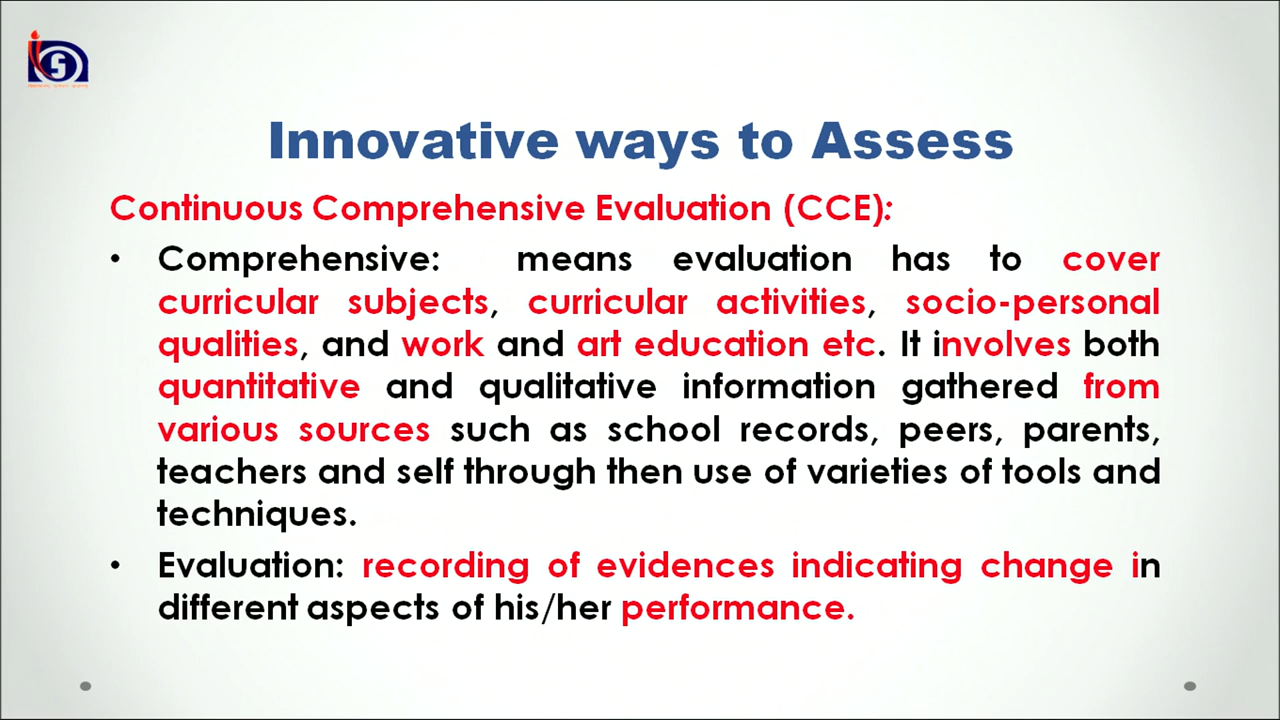 Innovative ways to Assess
Continuous Comprehensive Evaluation (CCE):
• Comprehensive: means evaluation has to cover
curricular subjects, curricular activities, socio-personal
qualities, and work and art education etc. It involves both
quantitative and qualitative information gathered from
various sources such as school records, peers, parents,
teachers and self through then use of varieties of tools and
techniques.
• Evaluation: recording of evidences indicating change in
different aspects of his/her performance.